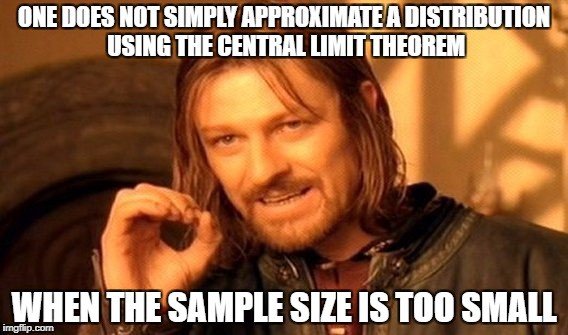 ONE DOES NOT SIMPLY APPROXIMATE A DISTRIBUTION
USING THE CENTRAL LIMIT THEOREM
WHEN THE SAMPLE SIZE IS TOO SMALL
imgflip.com